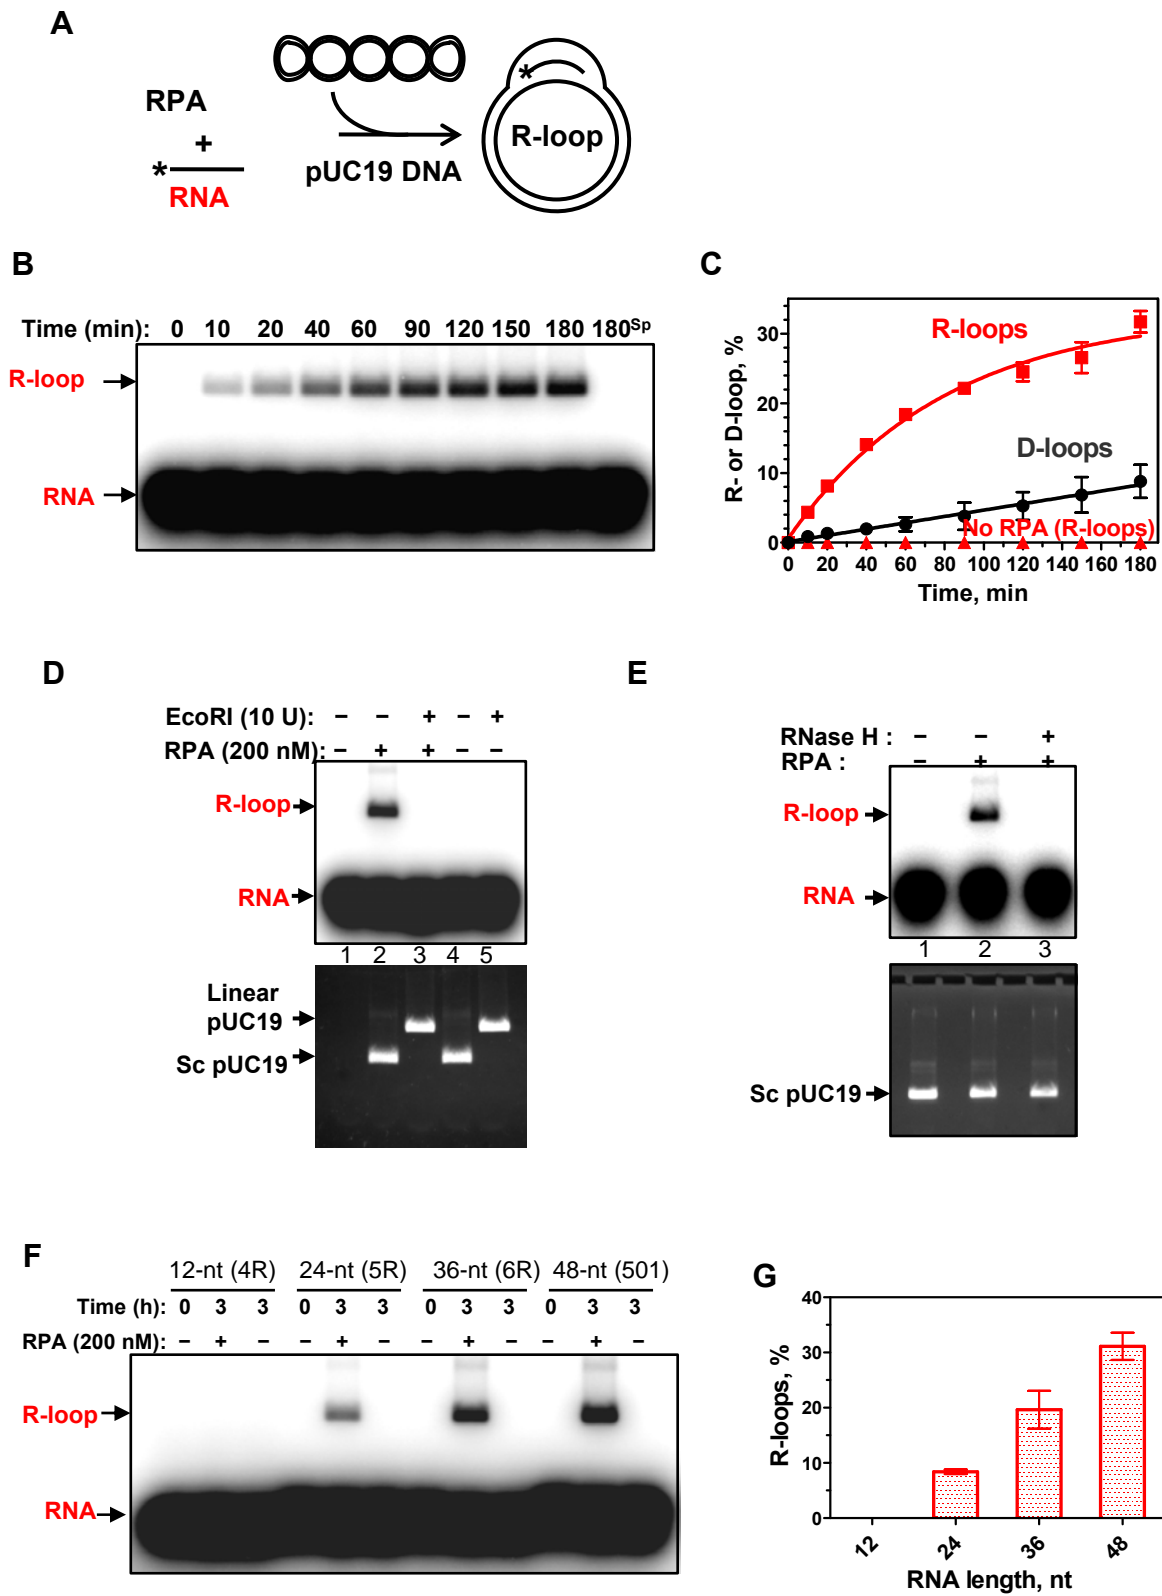 A
RPA
+
*
RNA
pUC19 DNA
*
R-loop
B
Time (min): 0 10 20 40 60 90 120 150 180 180Sp
R-loop
RNA
C
R- or D-loop, %
30
20
10
0
R-loops
D-loops
No RPA (R-loops)
0 20 40 60 80 100 120 140 160 180
Time, min
D
EcoRI (10 U): − − + − +
RPA (200 nM): − + + − −
R-loop
RNA
1 2 3 4 5
Linear
pUC19
Sc pUC19
E
RNase H : − − +
RPA : − + +
R-loop
RNA
1 2 3
Sc pUC19
F
12-nt (4R) 24-nt (5R) 36-nt (6R) 48-nt (501)
Time (h): 0 3 3 0 3 3 0 3 3 0 3 3
RPA (200 nM): − + − − + − − + − − + −
R-loop
RNA
G
R-loops, %
40
30
20
10
0
12 24 36 48
RNA length, nt